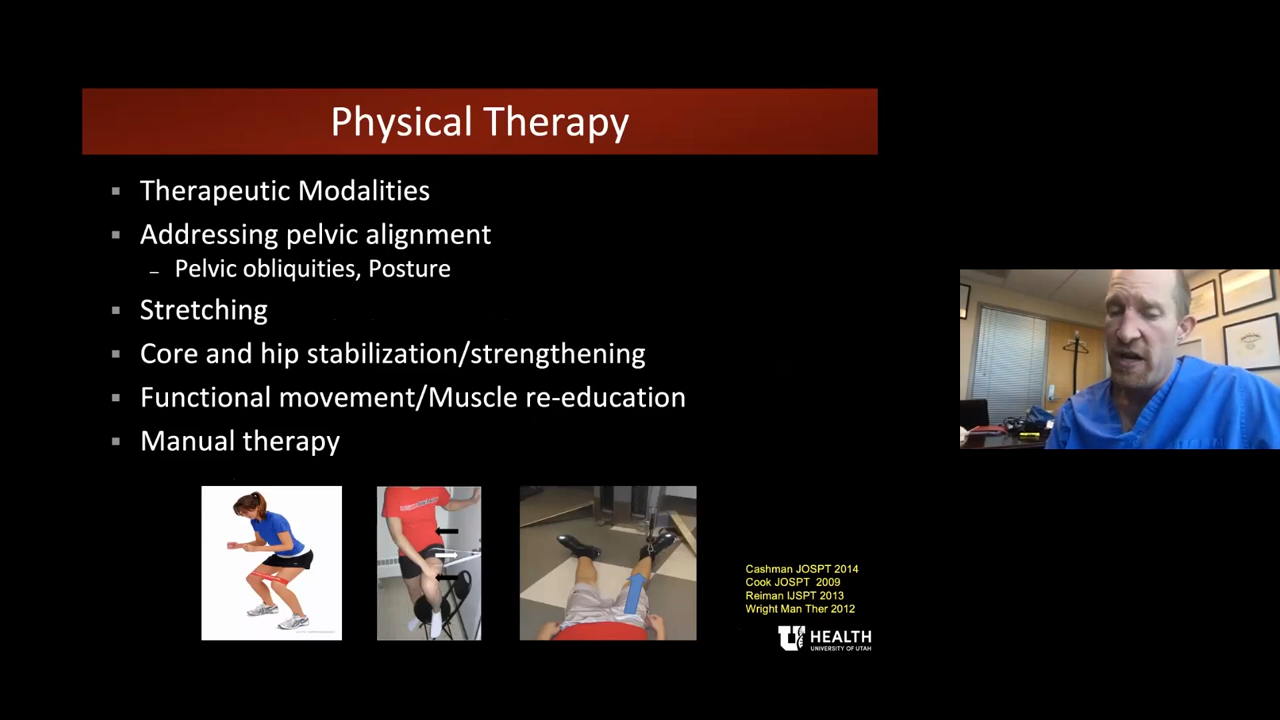 Physical Therapy
▪ Therapeutic Modalities
▪ Addressing pelvic alignment
– Pelvic obliquities, Posture
▪ Stretching
▪ Core and hip stabilization/strengthening
▪ Functional movement/Muscle re-education
▪ Manual therapy
Cashman JOSPT 2014
Cook JOSPT 2009
Reiman IJSPT 2013
Wright Man Ther 2012
U HEALTH
UNIVERSITY OF UTAH